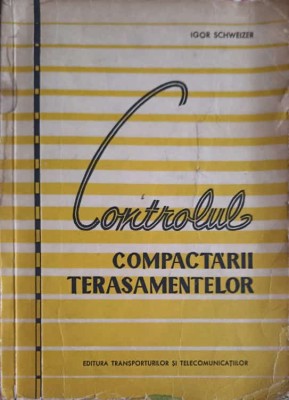 IGOR SCHWEIZER
Controlul
COMPACTĂRII
TERASAMENTELOR
EDITURA TRANSPORTURILOR ȘI TELECOMUNICAȚIILOR